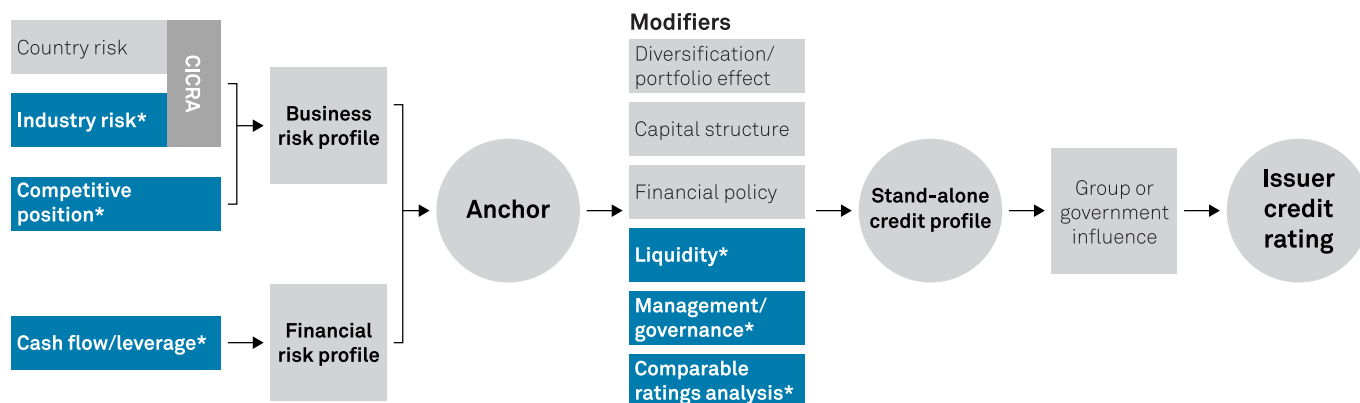 Country risk
CICRA
Industry risk*
Competitive
position*
Cash flow/leverage*
Business
risk profile
Financial
risk profile
Anchor
Modifiers
Diversification/
portfolio effect
Capital structure
Financial policy
Liquidity*
Management/
governance*
Comparable
ratings analysis*
Stand-alone
credit profile
Group or
government
influence
Issuer
credit
rating